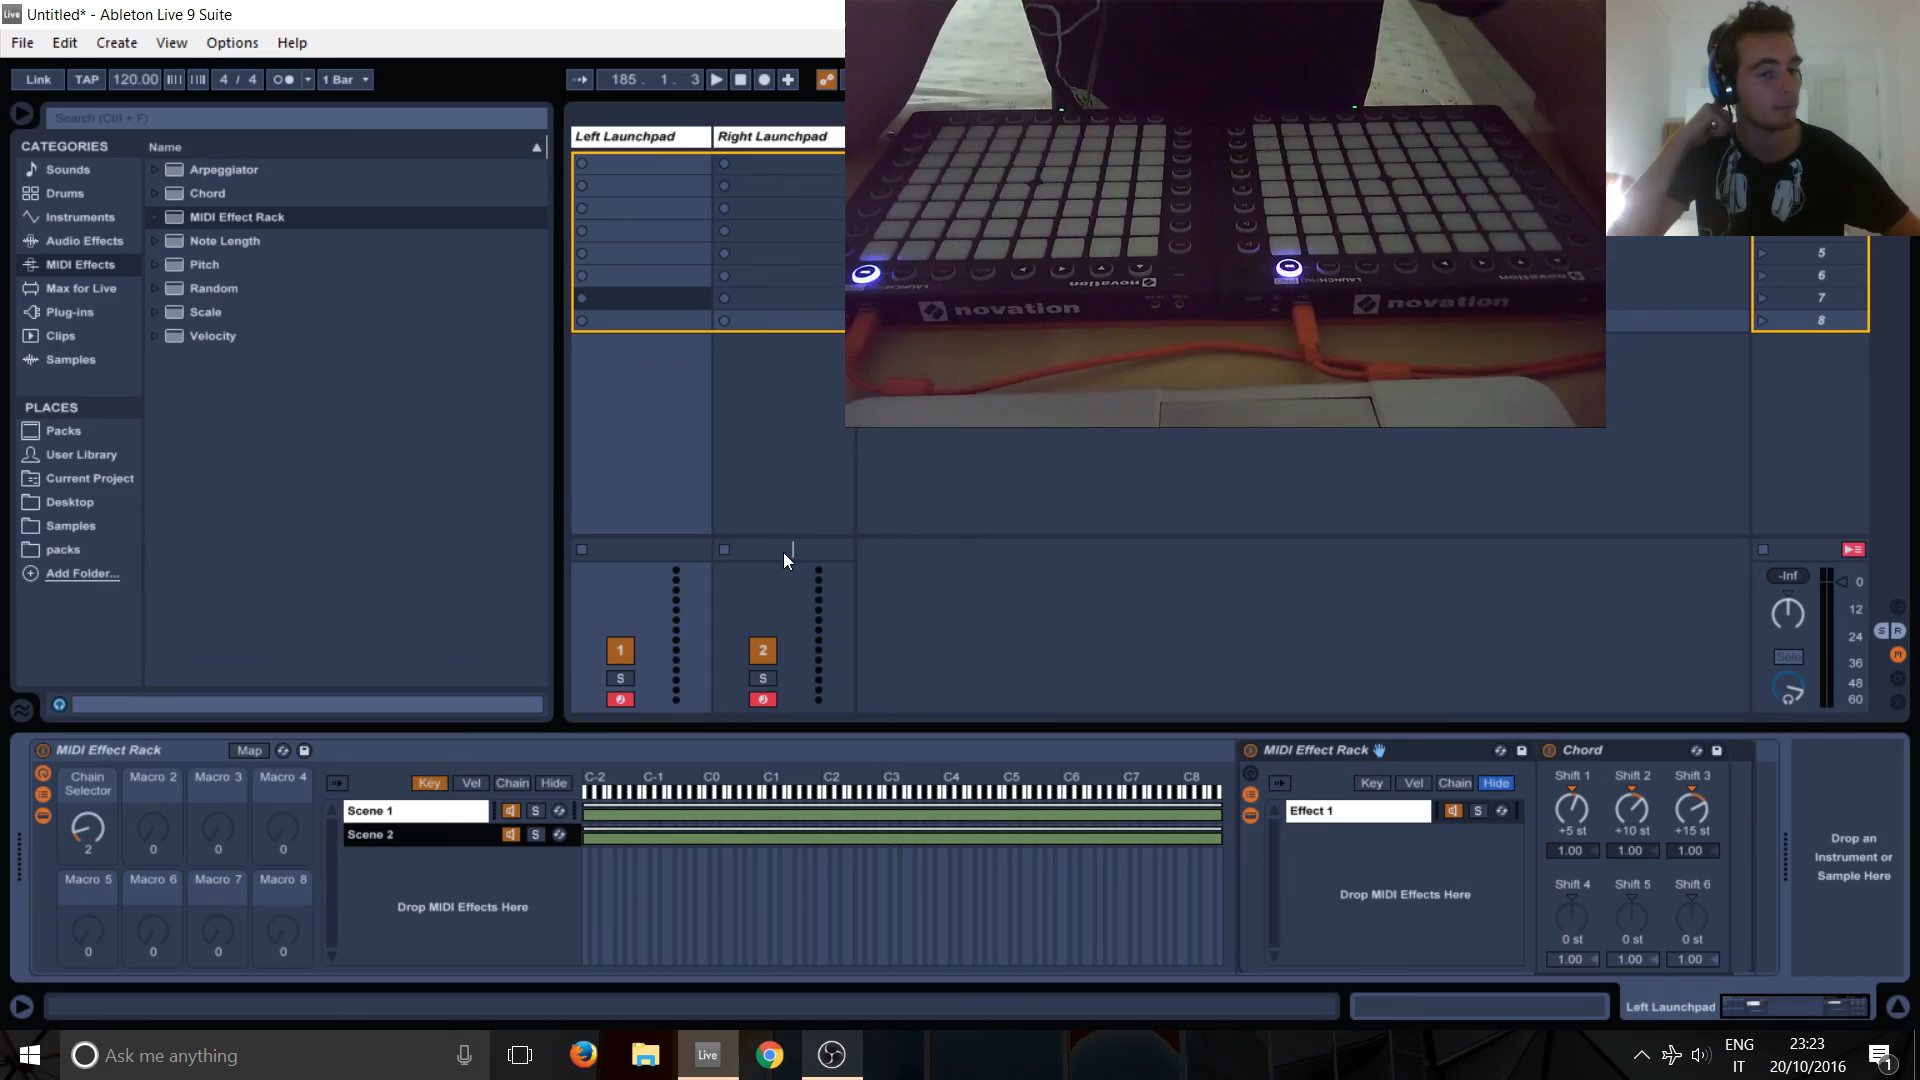 Live Untitled* - Ableton Live 9 Suite
File Edit Create View Options Help
Link TAP 120.00 4 / 4 1 Bar 185. 1. 3
Search (Ctrl + F)
CATEGORIES
Sounds
Drums
Instruments
Audio Effects
MIDI Effects
Max for Live
Plug-ins
Clips
Samples
PLACES
Packs
User Library
Current Project
Desktop
Samples
packs
Add Folder...
Name
Arpeggiator
Chord
MIDI Effect Rack
Note Length
Pitch
Random
Scale
Velocity
Left Launchpad Right Launchpad
novation novation
novation novation
5
6
7
8
1 2
S S
-Inf 0
12
24
Solo 36
48
60
S R
M
MIDI Effect Rack Map
Chain Selector Macro 2 Macro 3 Macro 4
2 0 0 0
Macro 5 Macro 6 Macro 7 Macro 8
0 0 0 0
Key Vel Chain Hide
C-2 C-1 C0 C1 C2 C3 C4 C5 C6 C7 C8
Scene 1 S
Scene 2 S
Drop MIDI Effects Here
MIDI Effect Rack
Key Vel Chain Hide
Effect 1 S
Drop MIDI Effects Here
Chord
Shift 1 Shift 2 Shift 3
+5 st +10 st +15 st
1.00 1.00 1.00
Shift 4 Shift 5 Shift 6
0 st 0 st 0 st
1.00 1.00 1.00
Drop an
Instrument or
Sample Here
Left Launchpad
Ask me anything
Live
ENG
IT
23:23
20/10/2016
1